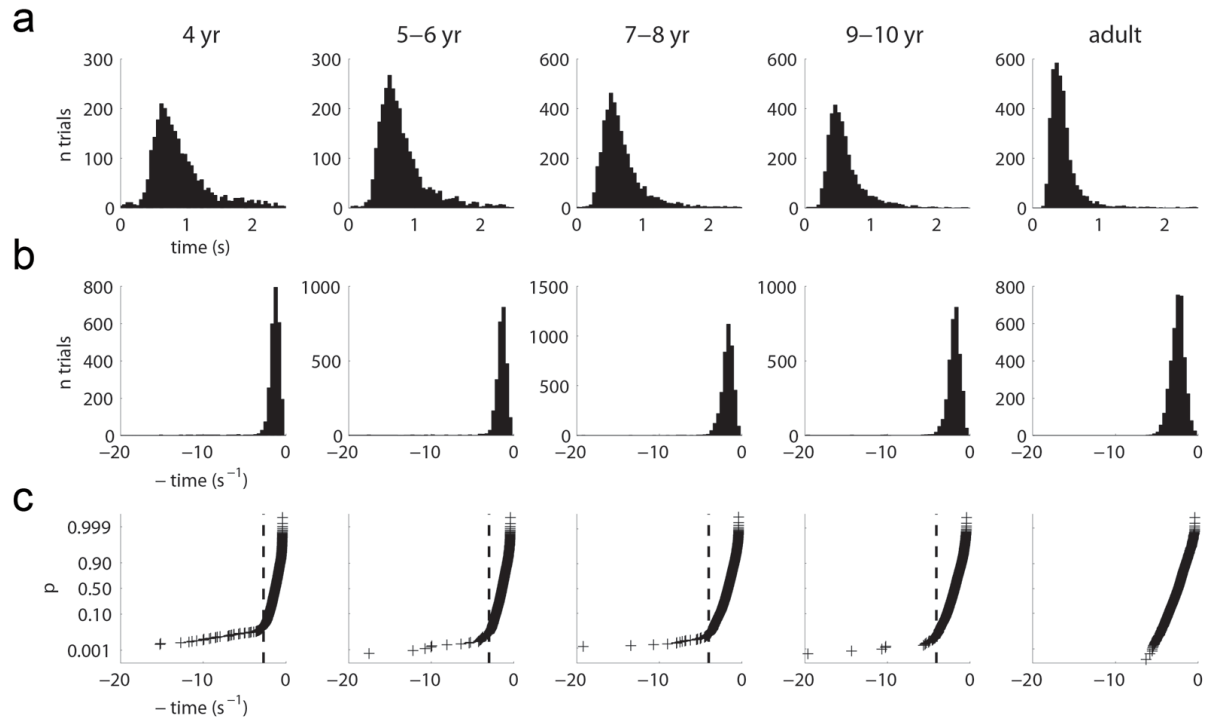 a
4 yr 5–6 yr 7–8 yr 9–10 yr adult
300 300 600 600 600
200 200 400 400 400
100 100 200 200 200
0 0 0 0 0
n trials
0 1 2 0 1 2 0 1 2 0 1 2 0 1 2
time (s)
b
800 1000 1500 1000 800
600 1000 600
400 500 500 400
200 500 200
0 0 0 0 0
n trials
−20 −10 0 −20 −10 0 −20 −10 0 −20 −10 0 −20 −10 0
− time (s⁻¹)
c
0.999
0.90
0.50
0.10
0.001
p
−20 −10 0 −20 −10 0 −20 −10 0 −20 −10 0 −20 −10 0
− time (s⁻¹)